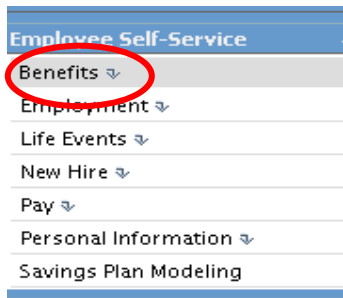 Employee Self-Service
Benefits
Employment
Life Events
New Hire
Pay
Personal Information
Savings Plan Modeling